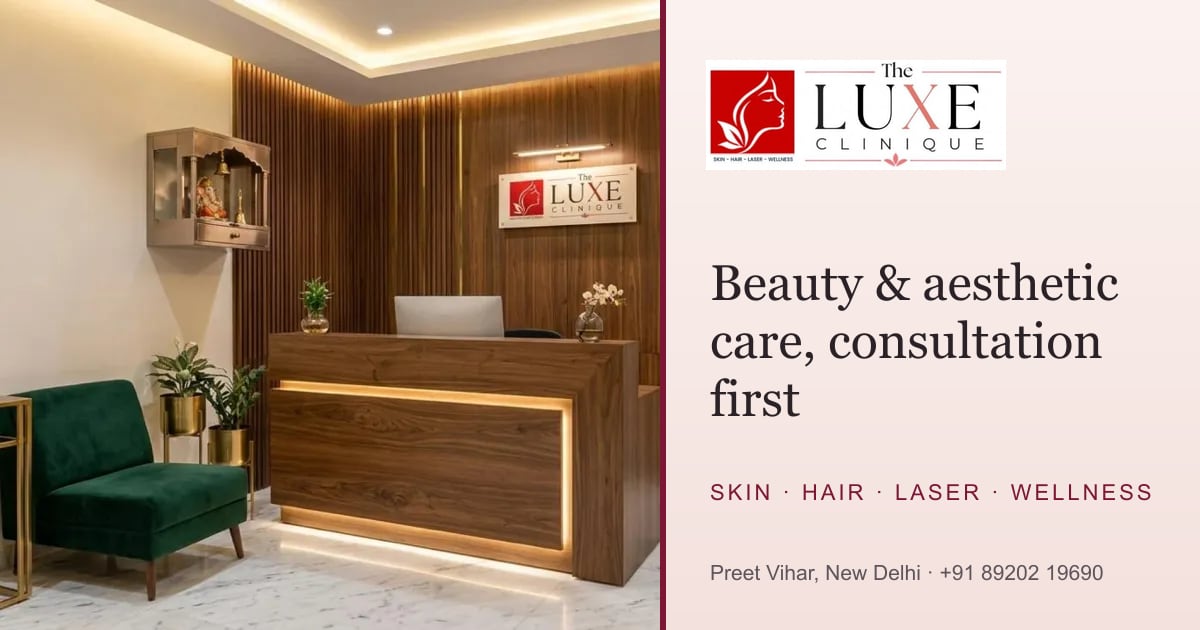 The
LUXE
CLINIQUE
The
LUXE
CLINIQUE
SKIN ~ HAIR ~ LASER ~ WELLNESS
Beauty & aesthetic
care, consultation
first
SKIN · HAIR · LASER · WELLNESS
Preet Vihar, New Delhi · +91 89202 19690